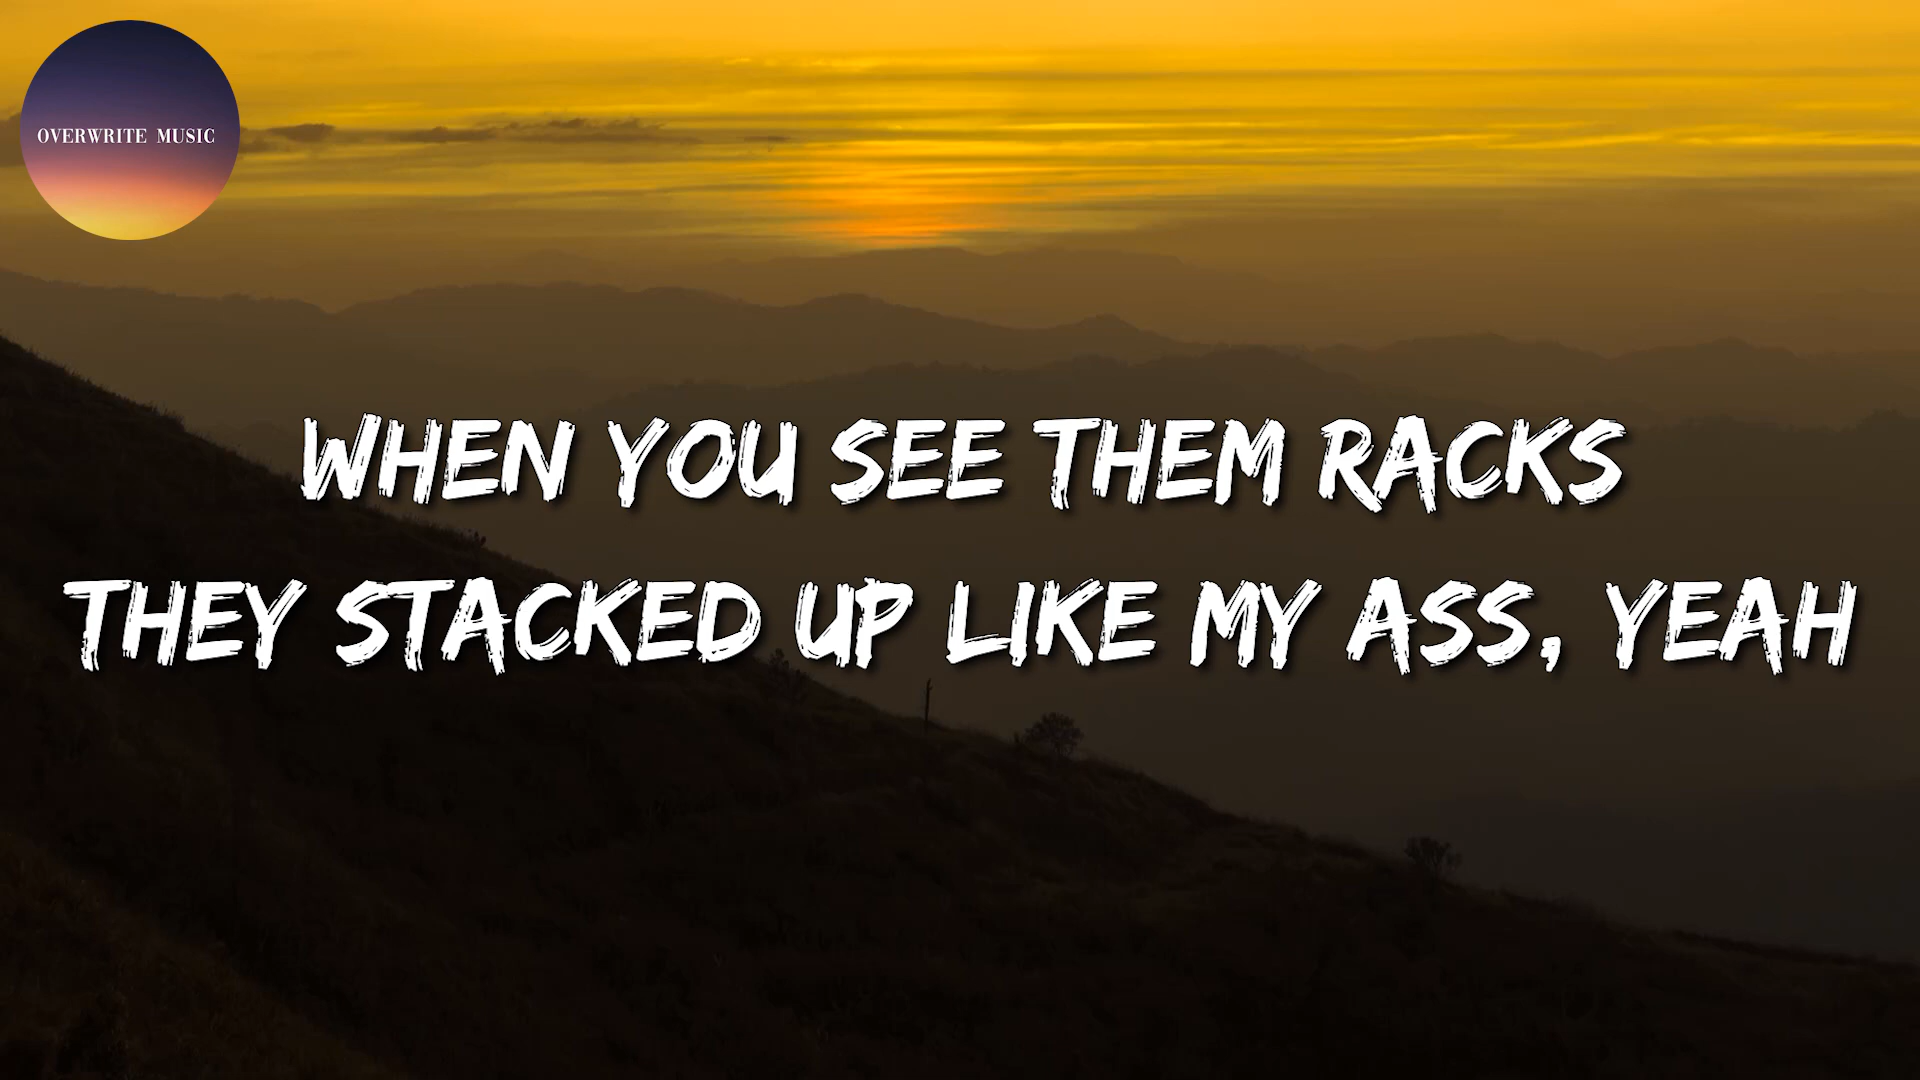 OVERWRITE MUSIC
WHEN YOU SEE THEM RACKS
THEY STACKED UP LIKE MY ASS, YEAH